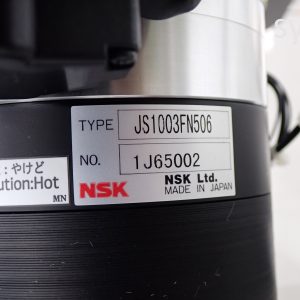 TYPE JS1003FN506
NO. 1J65002
NSK NSK Ltd.
MADE IN JAPAN
:やけど
ution:Hot
MN